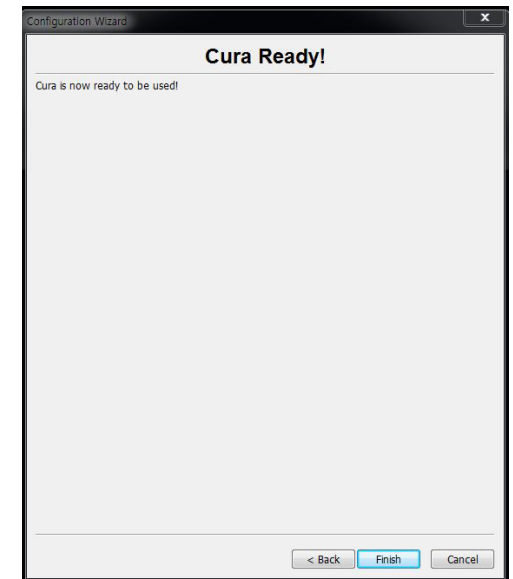 Configuration Wizard
x
Cura Ready!
Cura is now ready to be used!
< Back
Finish
Cancel